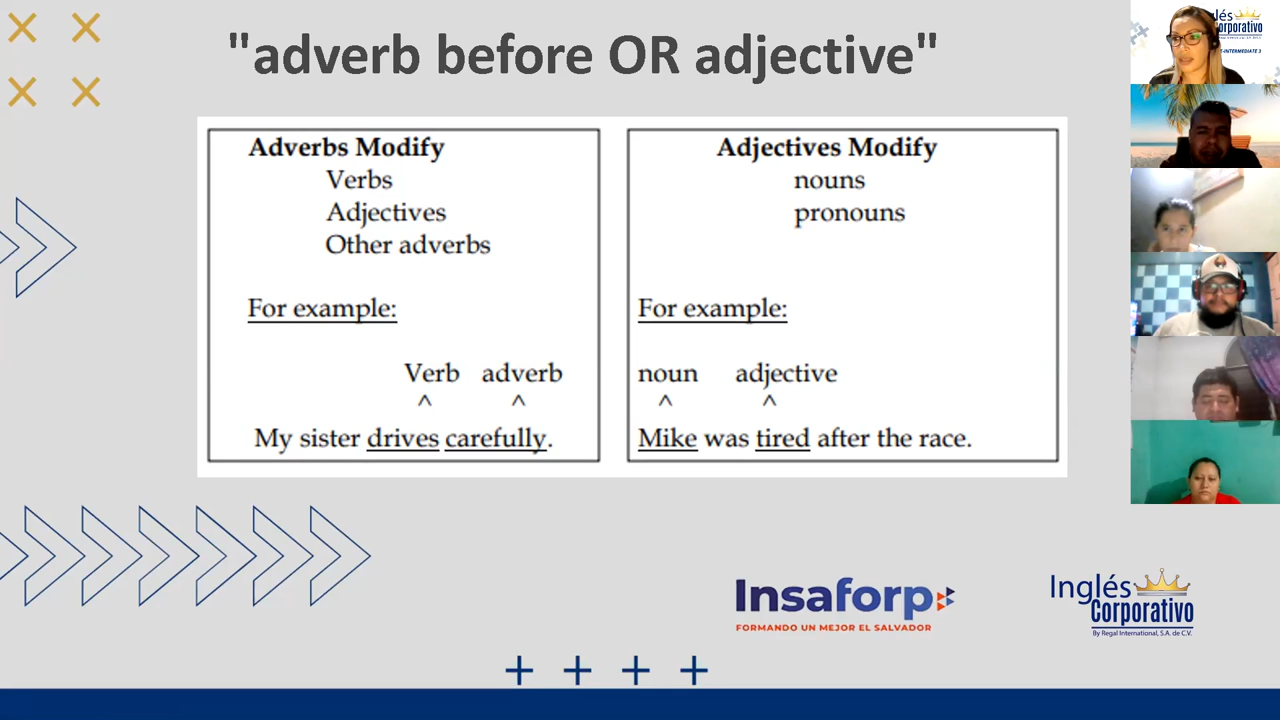 "adverb before OR adjective"
Adverbs Modify
Verbs
Adjectives
Other adverbs
For example:
Verb adverb
^ ^
My sister drives carefully.
Adjectives Modify
nouns
pronouns
For example:
noun adjective
^ ^
Mike was tired after the race.
Insaforp
FORMANDO UN MEJOR EL SALVADOR
Inglés
Corporativo
By Regal International, S.A. de C.V.